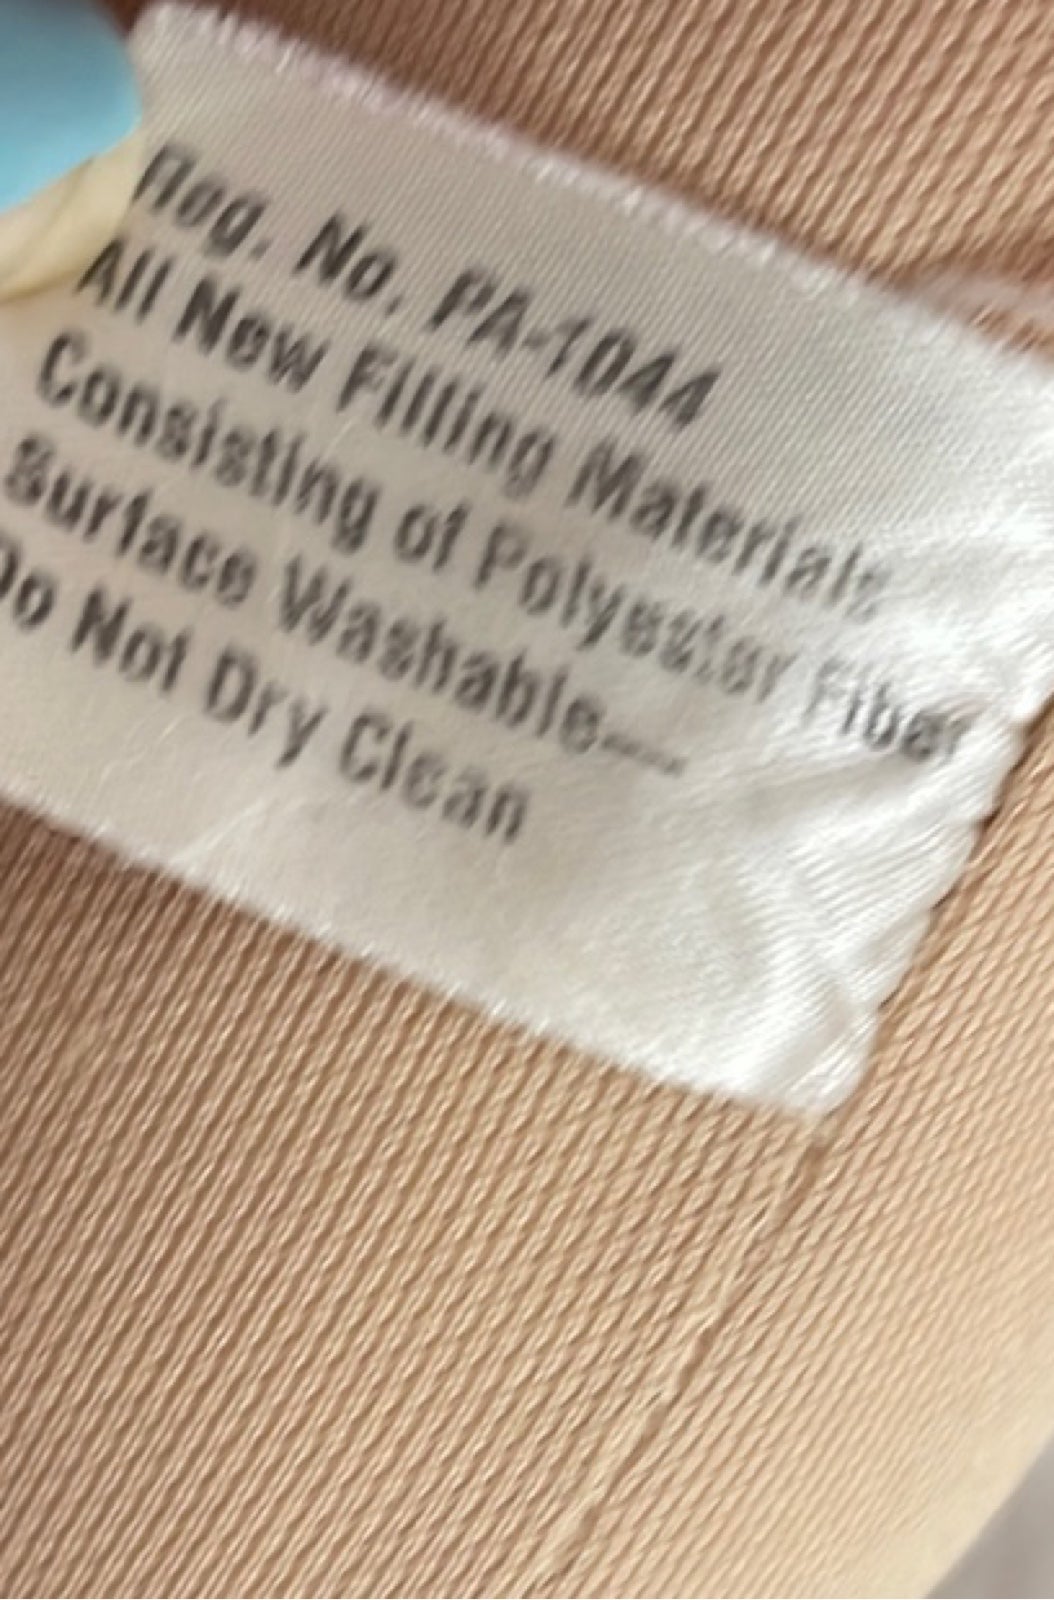 Reg. No. PA-1044
All New Filling Materials
Consisting of Polyester Fiber
Surface Washable----
Do Not Dry Clean